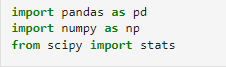 import pandas as pd
import numpy as np
from scipy import stats